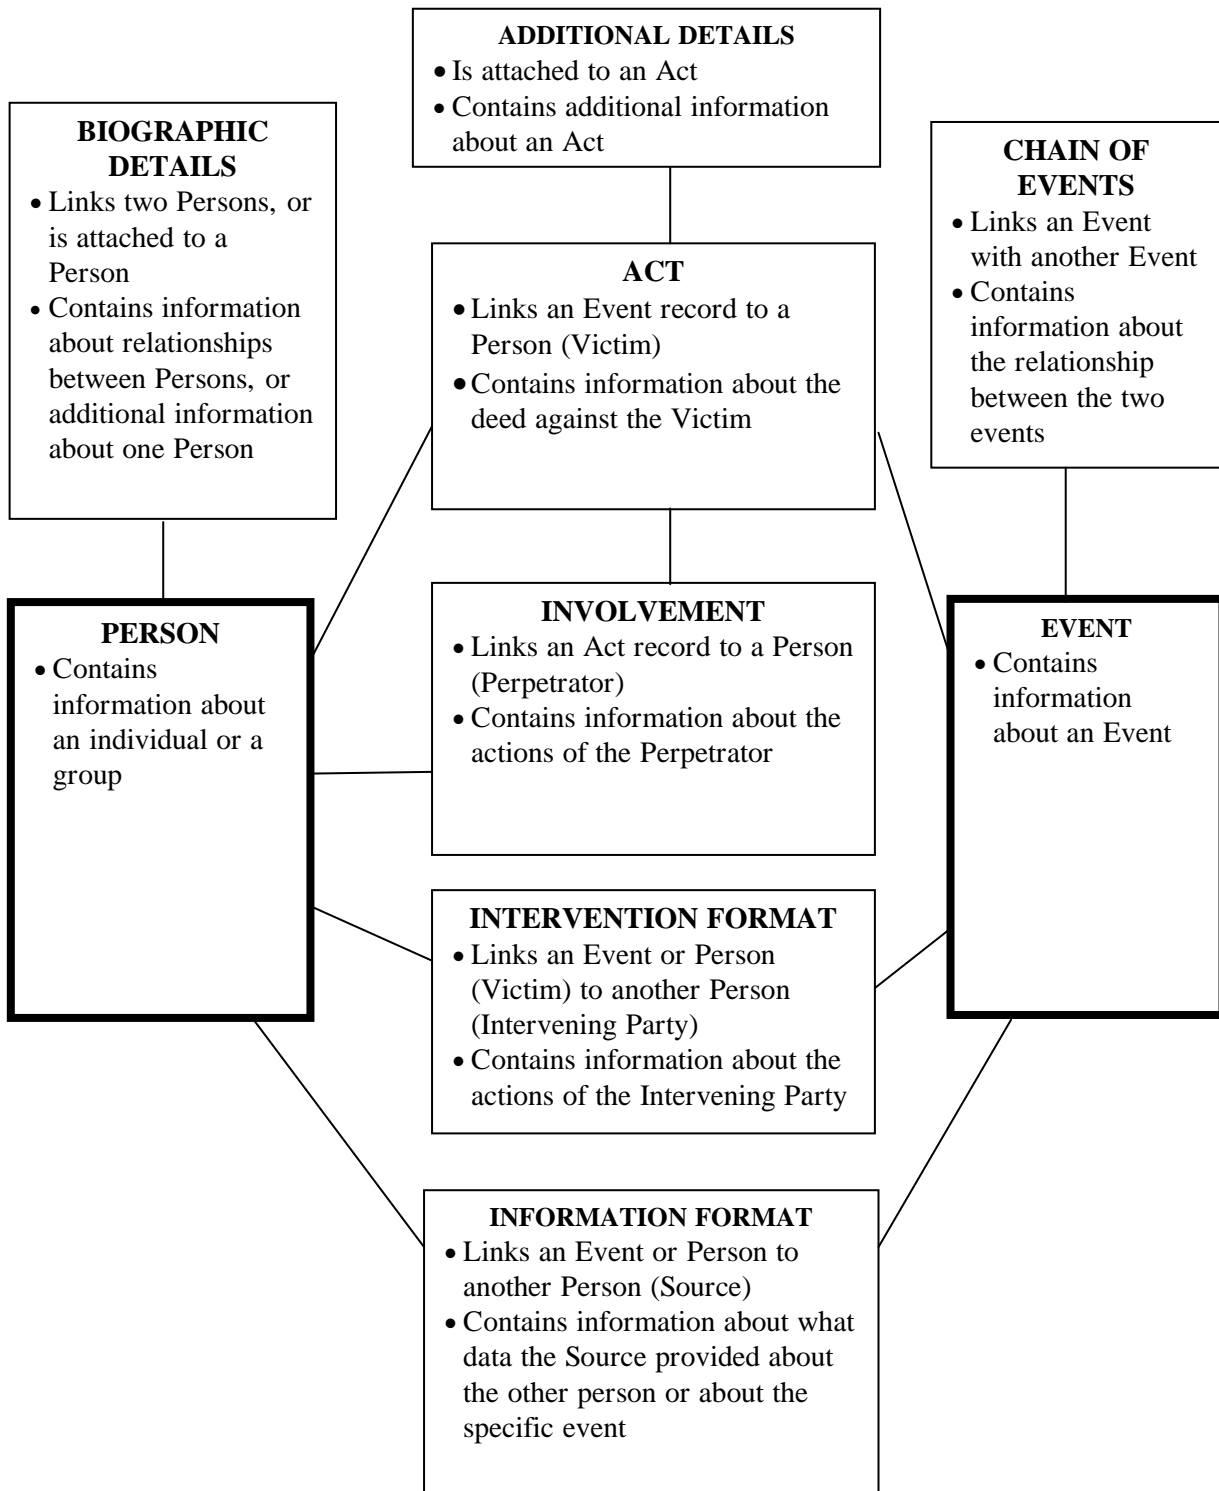 ADDITIONAL DETAILS
• Is attached to an Act
• Contains additional information
about an Act
BIOGRAPHIC
DETAILS
• Links two Persons, or
is attached to a
Person
• Contains information
about relationships
between Persons, or
additional information
about one Person
CHAIN OF
EVENTS
• Links an Event
with another Event
• Contains
information about
the relationship
between the two
events
ACT
• Links an Event record to a
Person (Victim)
• Contains information about the
deed against the Victim
PERSON
• Contains
information about
an individual or a
group
INVOLVEMENT
• Links an Act record to a Person
(Perpetrator)
• Contains information about the
actions of the Perpetrator
EVENT
• Contains
information
about an Event
INTERVENTION FORMAT
• Links an Event or Person
(Victim) to another Person
(Intervening Party)
• Contains information about the
actions of the Intervening Party
INFORMATION FORMAT
• Links an Event or Person to
another Person (Source)
• Contains information about what
data the Source provided about
the other person or about the
specific event